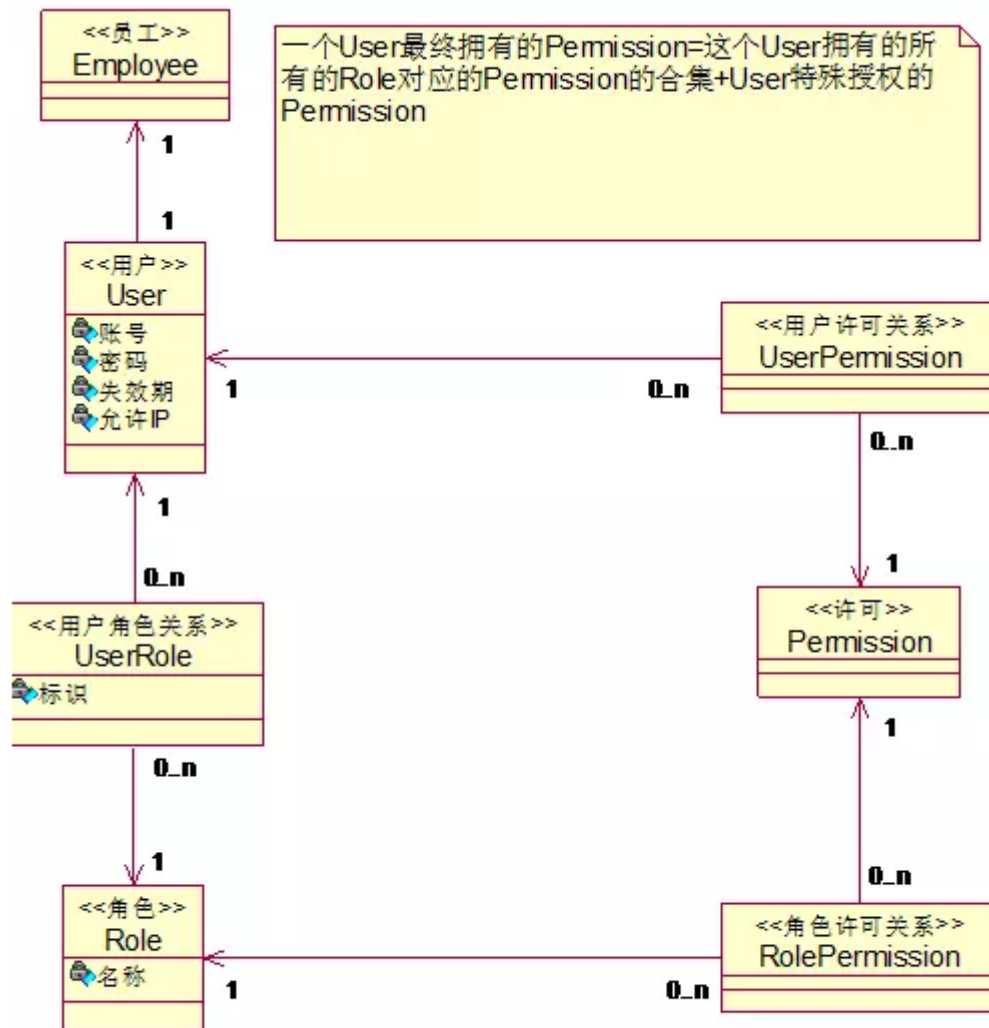 <<员工>>
Employee
一个User最终拥有的Permission=这个User拥有的所
有的Role对应的Permission的合集+User特殊授权的
Permission
1
1
<<用户>>
User
账号
密码
失效期
允许IP
<<用户许可关系>>
UserPermission
1
0..n
0..n
1
1
0..n
<<许可>>
Permission
<<用户角色关系>>
UserRole
标识
1
0..n
1
0..n
<<角色>>
Role
名称
<<角色许可关系>>
RolePermission
1
0..n